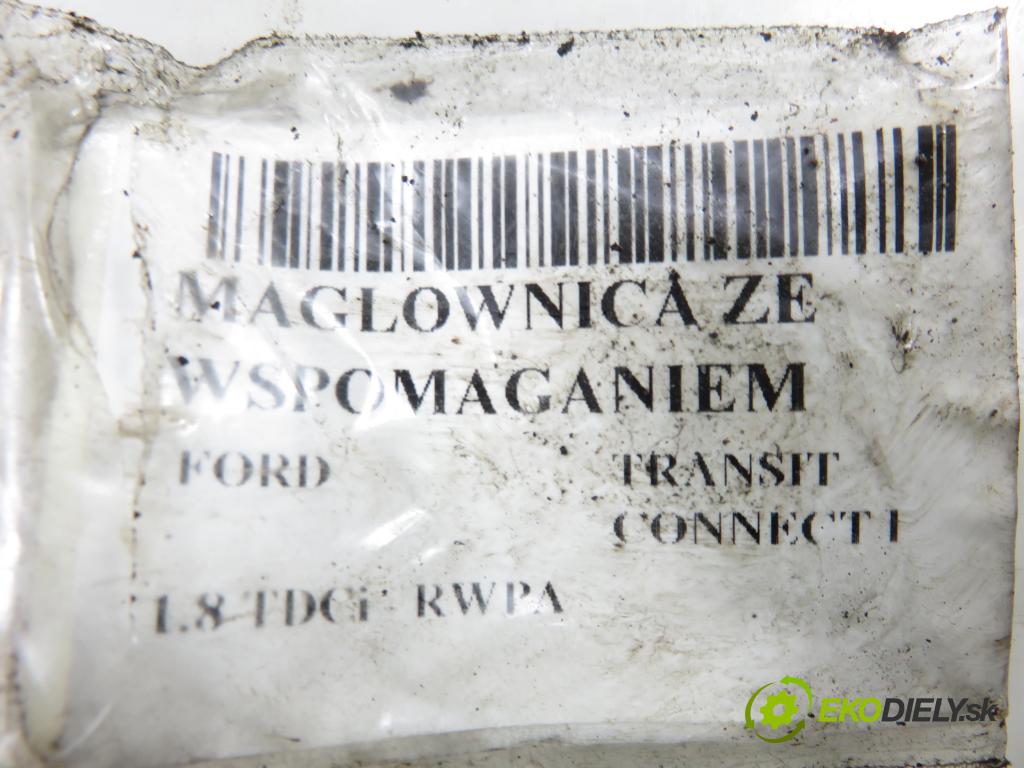 MAGLOWNICA ZE
WSPOMAGANIEM
FORD TRANSIT
CONNECT I
1.8 TDCi RWPA
EKODIELY.sk